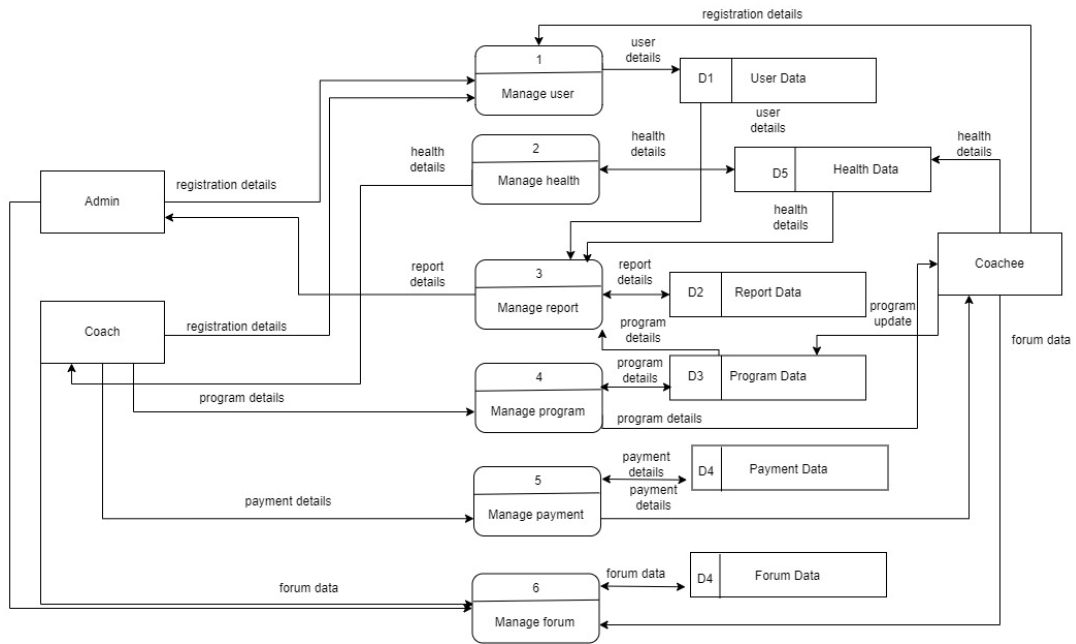 registration details
1
Manage user
user
details
D1
User Data
user
details
2
Manage health
health
details
health
details
D5
Health Data
health
details
health
details
Admin
registration details
Coachee
3
Manage report
report
details
report
details
D2
Report Data
program
update
Coach
registration details
program
details
forum data
4
Manage program
program
details
D3
Program Data
program details
program details
5
Manage payment
payment
details
D4
Payment Data
payment
details
payment details
6
Manage forum
forum data
forum data
D4
Forum Data